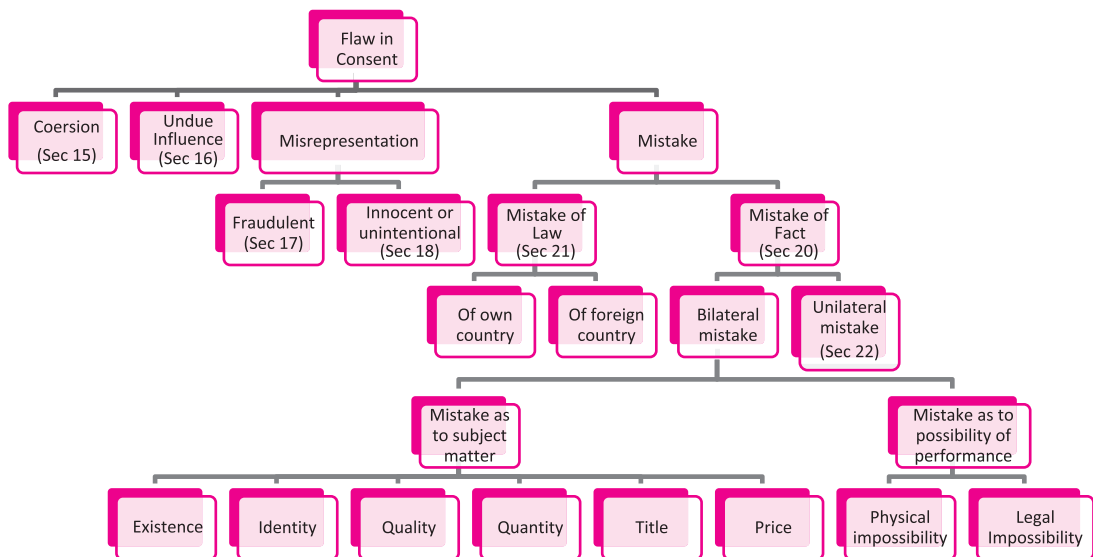 Flaw in
Consent
Coersion
(Sec 15)
Undue
Influence
(Sec 16)
Misrepresentation
Mistake
Fraudulent
(Sec 17)
Innocent or
unintentional
(Sec 18)
Mistake of
Law
(Sec 21)
Mistake of
Fact
(Sec 20)
Of own
country
Of foreign
country
Bilateral
mistake
Unilateral
mistake
(Sec 22)
Mistake as
to subject
matter
Mistake as to
possibility of
performance
Existence
Identity
Quality
Quantity
Title
Price
Physical
impossibility
Legal
Impossibility